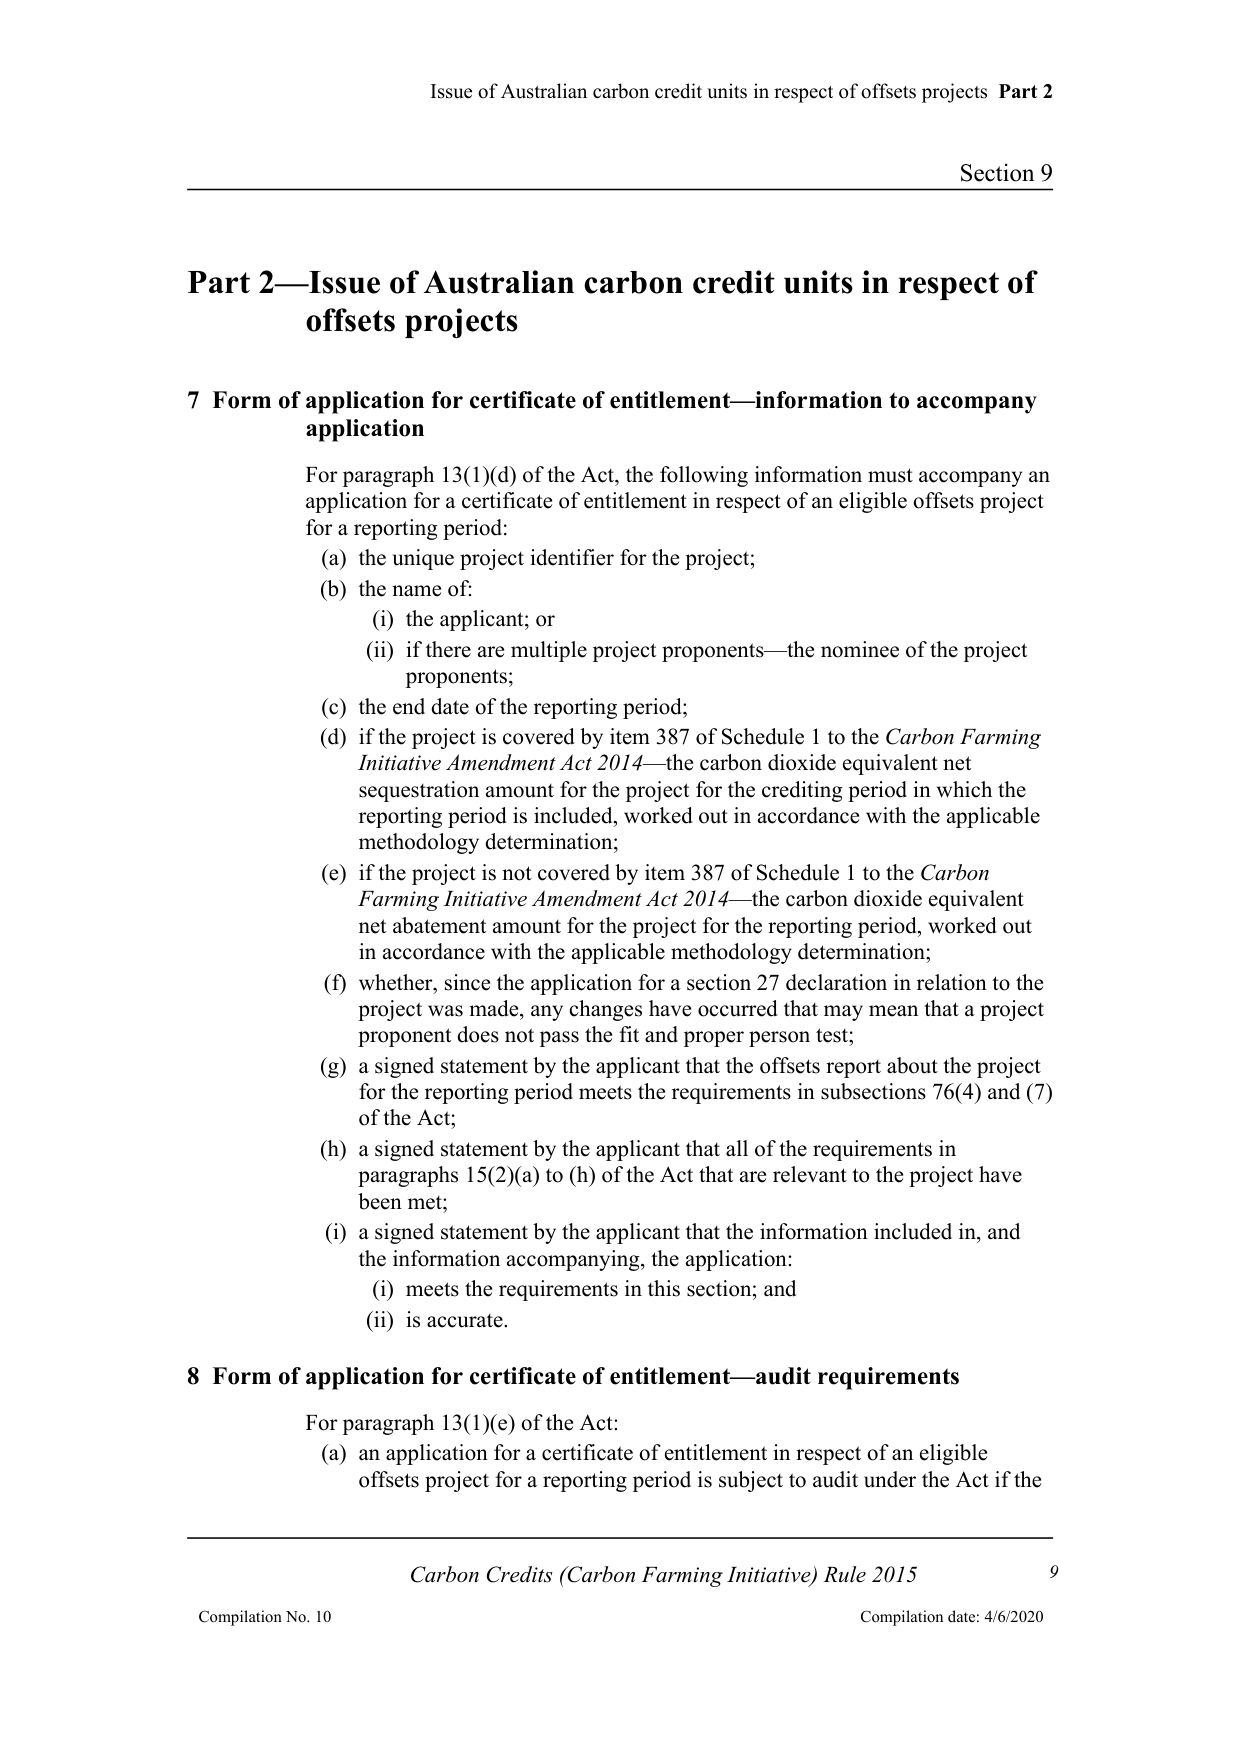 Issue of Australian carbon credit units in respect of offsets projects Part 2
Section 9
Part 2—Issue of Australian carbon credit units in respect of
offsets projects
7 Form of application for certificate of entitlement—information to accompany
application
For paragraph 13(1)(d) of the Act, the following information must accompany an
application for a certificate of entitlement in respect of an eligible offsets project
for a reporting period:
(a) the unique project identifier for the project;
(b) the name of:
(i) the applicant; or
(ii) if there are multiple project proponents—the nominee of the project
proponents;
(c) the end date of the reporting period;
(d) if the project is covered by item 387 of Schedule 1 to the Carbon Farming
Initiative Amendment Act 2014—the carbon dioxide equivalent net
sequestration amount for the project for the crediting period in which the
reporting period is included, worked out in accordance with the applicable
methodology determination;
(e) if the project is not covered by item 387 of Schedule 1 to the Carbon
Farming Initiative Amendment Act 2014—the carbon dioxide equivalent
net abatement amount for the project for the reporting period, worked out
in accordance with the applicable methodology determination;
(f) whether, since the application for a section 27 declaration in relation to the
project was made, any changes have occurred that may mean that a project
proponent does not pass the fit and proper person test;
(g) a signed statement by the applicant that the offsets report about the project
for the reporting period meets the requirements in subsections 76(4) and (7)
of the Act;
(h) a signed statement by the applicant that all of the requirements in
paragraphs 15(2)(a) to (h) of the Act that are relevant to the project have
been met;
(i) a signed statement by the applicant that the information included in, and
the information accompanying, the application:
(i) meets the requirements in this section; and
(ii) is accurate.
8 Form of application for certificate of entitlement—audit requirements
For paragraph 13(1)(e) of the Act:
(a) an application for a certificate of entitlement in respect of an eligible
offsets project for a reporting period is subject to audit under the Act if the
Carbon Credits (Carbon Farming Initiative) Rule 2015 9
Compilation No. 10 Compilation date: 4/6/2020